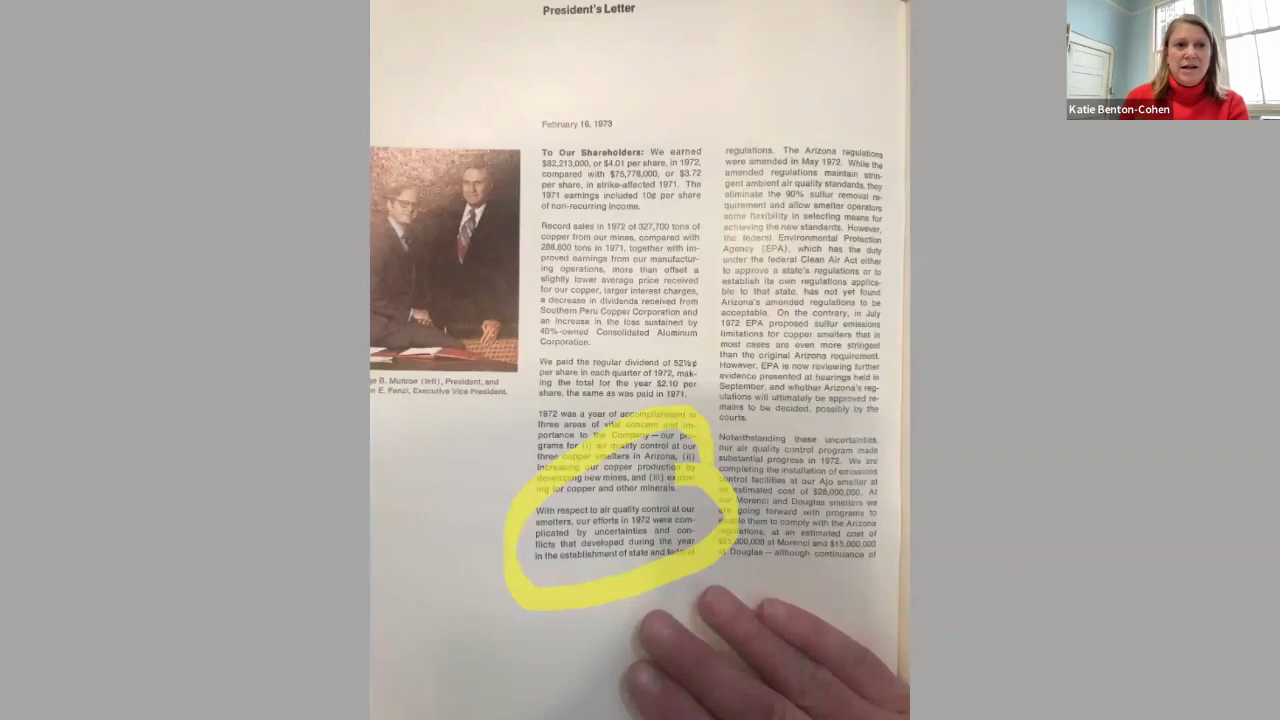 President's Letter
Katie Benton-Cohen
February 16, 1973
To Our Shareholders: We earned
$82,213,000, or $4.01 per share, in 1972,
compared with $75,778,000, or $3.72
per share, in strike-affected 1971. The
1971 earnings included 10¢ per share
of non-recurring income.
Record sales in 1972 of 327,700 tons of
copper from our mines, compared with
288,800 tons in 1971, together with im-
proved earnings from our manufactur-
ing operations, more than offset a
slightly lower average price received
for our copper, larger interest charges,
a decrease in dividends received from
Southern Peru Copper Corporation and
an increase in the loss sustained by
40%-owned Consolidated Aluminum
Corporation.
We paid the regular dividend of 52½¢
per share in each quarter of 1972, mak-
ing the total for the year $2.10 per
share, the same as was paid in 1971.
1972 was a year of accomplishment in
three areas of vital concern and im-
portance to the Company—our pro-
grams for (i) air quality control at our
three copper smelters in Arizona, (ii)
increasing our copper production by
developing new mines, and (iii) explor-
ing for copper and other minerals.
With respect to air quality control at our
smelters, our efforts in 1972 were com-
plicated by uncertainties and con-
flicts that developed during the year
in the establishment of state and federal
regulations. The Arizona regulations
were amended in May 1972. While the
amended regulations maintain strin-
gent ambient air quality standards, they
eliminate the 90% sulfur removal re-
quirement and allow smelter operators
some flexibility in selecting means for
achieving the new standards. However,
the federal Environmental Protection
Agency (EPA), which has the duty
under the federal Clean Air Act either
to approve a state's regulations or to
establish its own regulations applica-
ble to that state, has not yet found
Arizona's amended regulations to be
acceptable. On the contrary, in July
1972 EPA proposed sulfur emissions
limitations for copper smelters that in
most cases are even more stringent
than the original Arizona requirement.
However, EPA is now reviewing further
evidence presented at hearings held in
September, and whether Arizona's reg-
ulations will ultimately be approved re-
mains to be decided, possibly by the
courts.
Notwithstanding these uncertainties,
our air quality control program made
substantial progress in 1972. We are
completing the installation of emissions
control facilities at our Ajo smelter at
an estimated cost of $28,000,000. At
our Morenci and Douglas smelters we
are going forward with programs to
enable them to comply with the Arizona
regulations, at an estimated cost of
at Morenci and $15,000,000
at Douglas—although continuance of
B. Munroe (left), President, and
E. Fenzi, Executive Vice President.